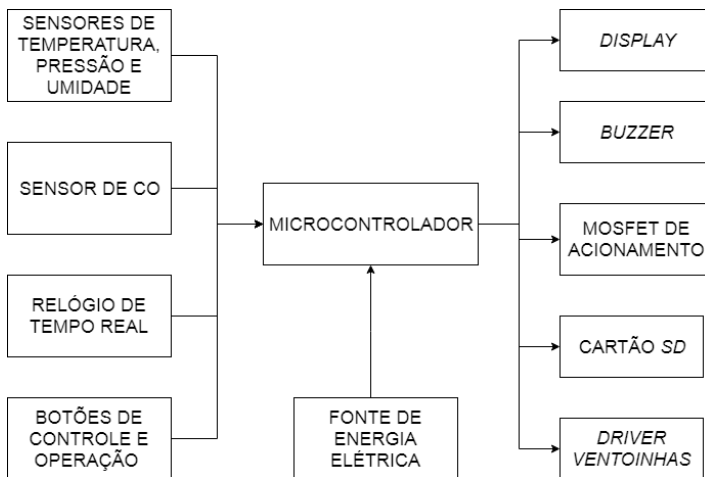 SENSORES DE
TEMPERATURA,
PRESSÃO E
UMIDADE
SENSOR DE CO
RELÓGIO DE
TEMPO REAL
BOTÕES DE
CONTROLE E
OPERAÇÃO
MICROCONTROLADOR
FONTE DE
ENERGIA
ELÉTRICA
DISPLAY
BUZZER
MOSFET DE
ACIONAMENTO
CARTÃO SD
DRIVER
VENTOINHAS